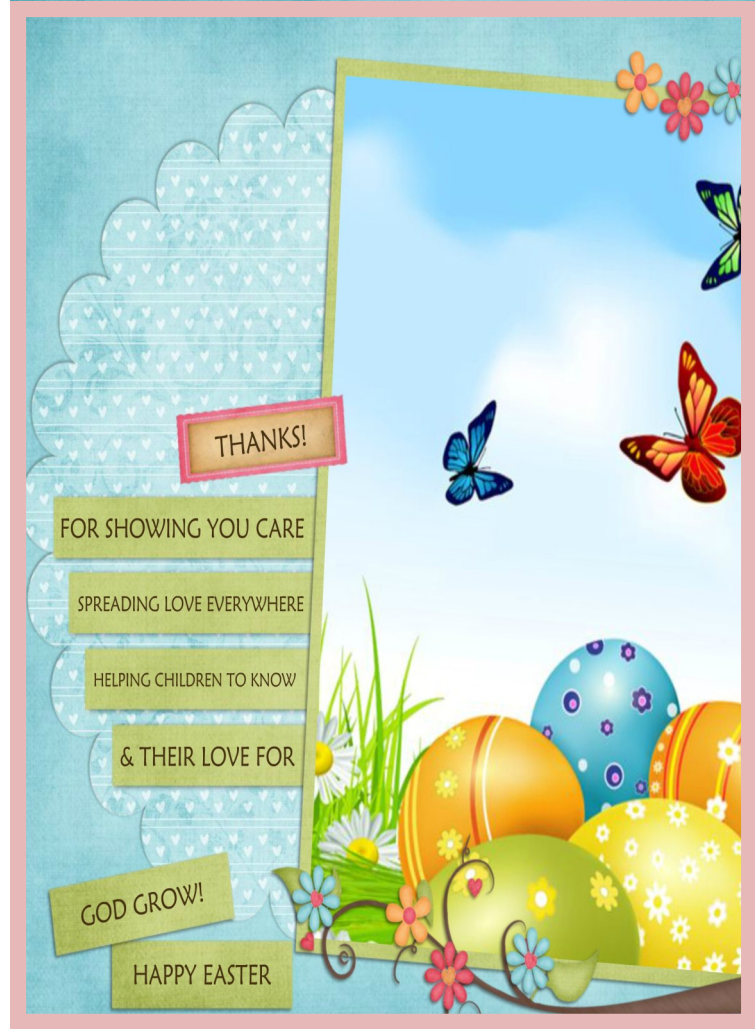 THANKS!
FOR SHOWING YOU CARE
SPREADING LOVE EVERYWHERE
HELPING CHILDREN TO KNOW
& THEIR LOVE FOR
GOD GROW!
HAPPY EASTER